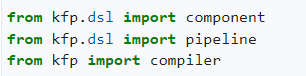 from kfp.dsl import component
from kfp.dsl import pipeline
from kfp import compiler